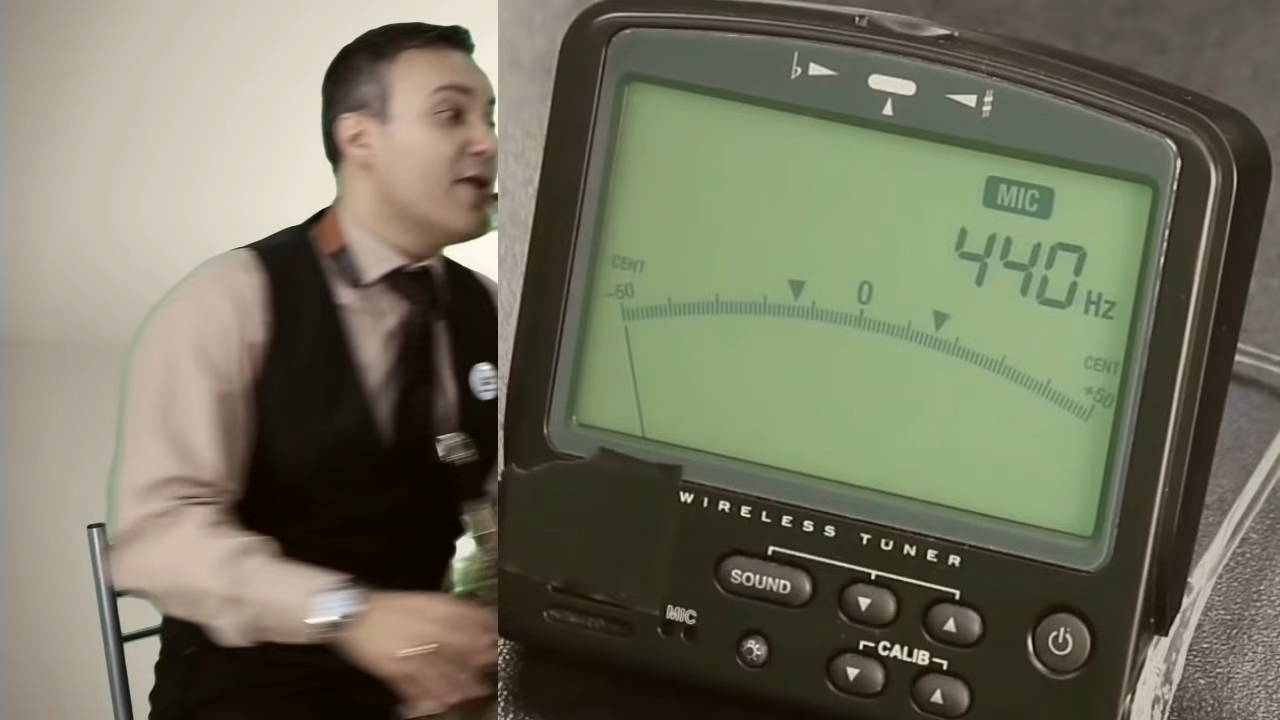 MIC
440 Hz
CENT
-50
0
CENT
+50
WIRELESS TUNER
SOUND
MIC
CALIB